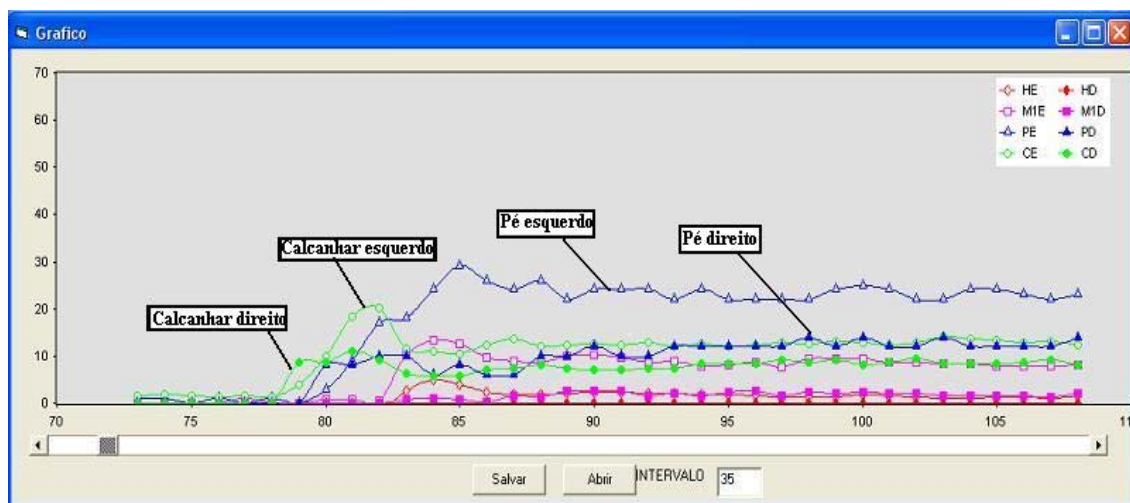 Grafico
70
60
50
40
30
20
10
0
HE HD
M1E M1D
PE PD
CE CD
Pé esquerdo
Pé direito
Calcanhar esquerdo
Calcanhar direito
70 75 80 85 90 95 100 105 11
Salvar Abrir INTERVALO 35